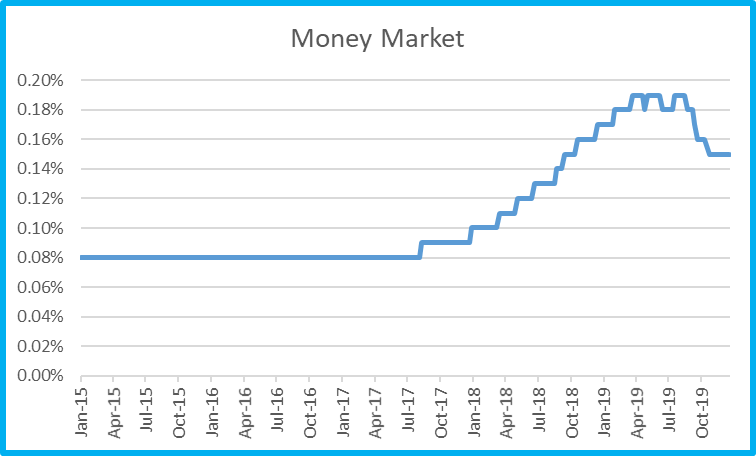 Money Market
0.20%
0.18%
0.16%
0.14%
0.12%
0.10%
0.08%
0.06%
0.04%
0.02%
0.00%
Jan-15
Apr-15
Jul-15
Oct-15
Jan-16
Apr-16
Jul-16
Oct-16
Jan-17
Apr-17
Jul-17
Oct-17
Jan-18
Apr-18
Jul-18
Oct-18
Jan-19
Apr-19
Jul-19
Oct-19